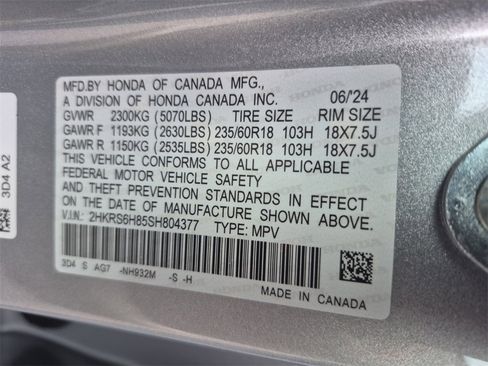 MFD.BY HONDA OF CANADA MFG.,
A DIVISION OF HONDA CANADA INC. 06/'24
GVWR 2300KG (5070LBS) TIRE SIZE RIM SIZE
GAWR F 1193KG (2630LBS) 235/60R18 103H 18X7.5J
GAWR R 1150KG (2535LBS) 235/60R18 103H 18X7.5J
THIS VEHICLE CONFORMS TO ALL APPLICABLE
FEDERAL MOTOR VEHICLE SAFETY
AND THEFT PREVENTION STANDARDS IN EFFECT
ON THE DATE OF MANUFACTURE SHOWN ABOVE.
V.I.N: 2HKRS6H85SH804377 TYPE: MPV
3D4 S AG7 -NH932M -S -H
MADE IN CANADA
3D4 A2